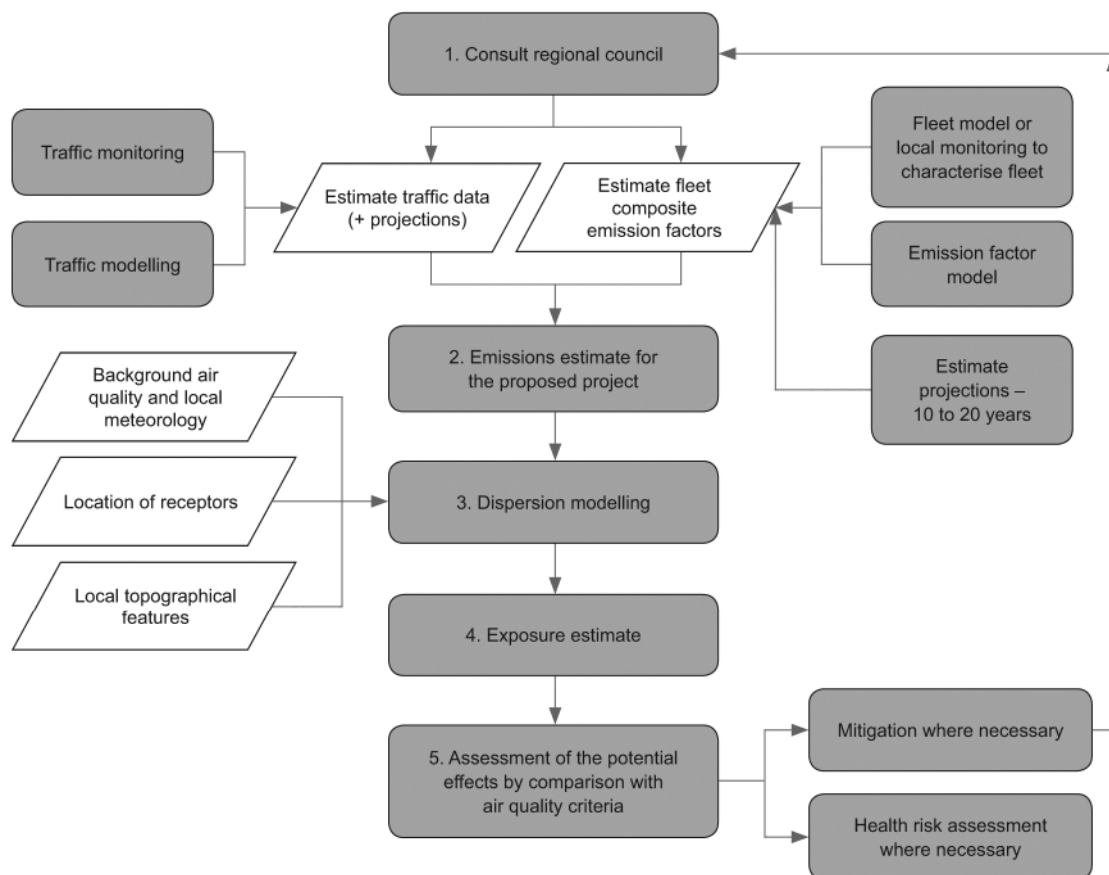 1. Consult regional council
Traffic monitoring
Traffic modelling
Estimate traffic data
(+ projections)
Estimate fleet
composite
emission factors
Fleet model or
local monitoring to
characterise fleet
Emission factor
model
Estimate
projections –
10 to 20 years
2. Emissions estimate for
the proposed project
Background air
quality and local
meteorology
Location of receptors
Local topographical
features
3. Dispersion modelling
4. Exposure estimate
5. Assessment of the potential
effects by comparison with
air quality criteria
Mitigation where necessary
Health risk assessment
where necessary